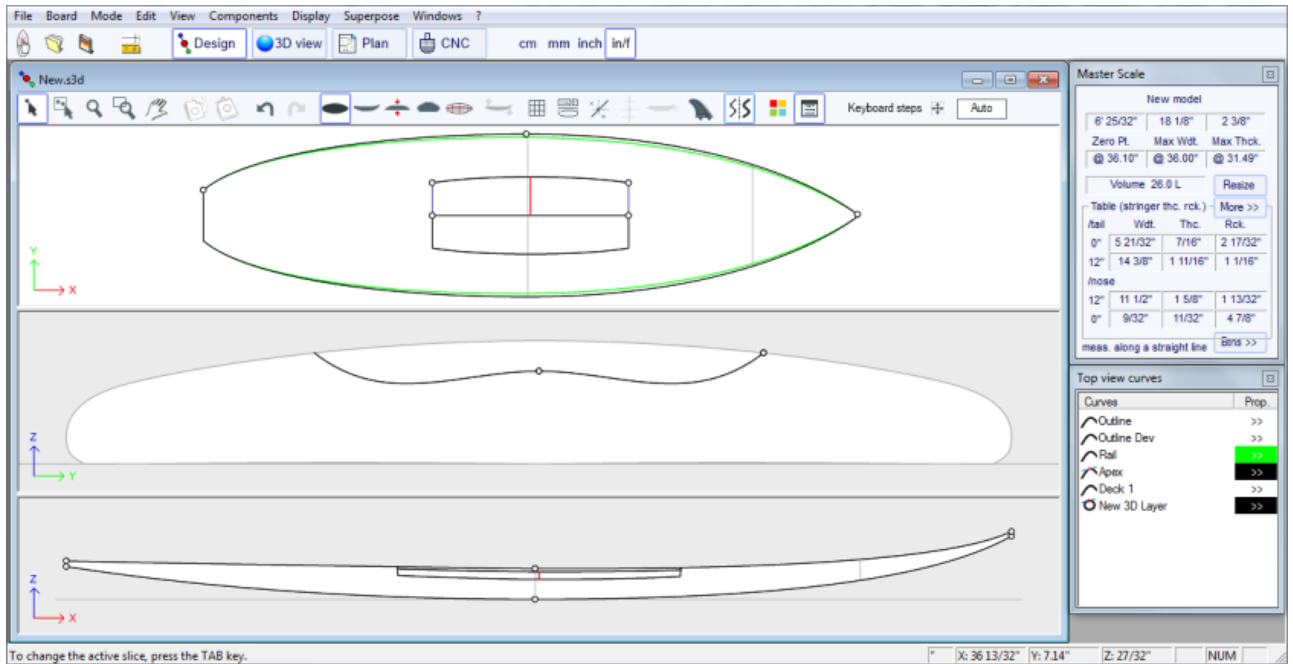 File Board Mode Edit View Components Display Superpose Windows ?
Design 3D view Plan CNC cm mm inch in/f
New.s3d
Keyboard steps Auto
Y
X
Z
Y
Z
X
Master Scale
New model
6' 25/32" 18 1/8" 2 3/8"
Zero Pt. Max Wdt. Max Thck.
@ 36.10" @ 36.00" @ 31.49"
Volume 26.0 L Resize
Table (stringer thc. rck.) More >>
/tail Wdt. Thc. Rck.
0" 5 21/32" 7/16" 2 17/32"
12" 14 3/8" 1 11/16" 1 1/16"
/nose
12" 11 1/2" 1 5/8" 1 13/32"
0" 9/32" 11/32" 4 7/8"
meas. along a straight line Btns >>
Top view curves
Curves Prop.
Outline >>
Outline Dev >>
Rail >>
Apex >>
Deck 1 >>
New 3D Layer >>
To change the active slice, press the TAB key. " X: 36 13/32" Y: 7.14" Z: 27/32" NUM